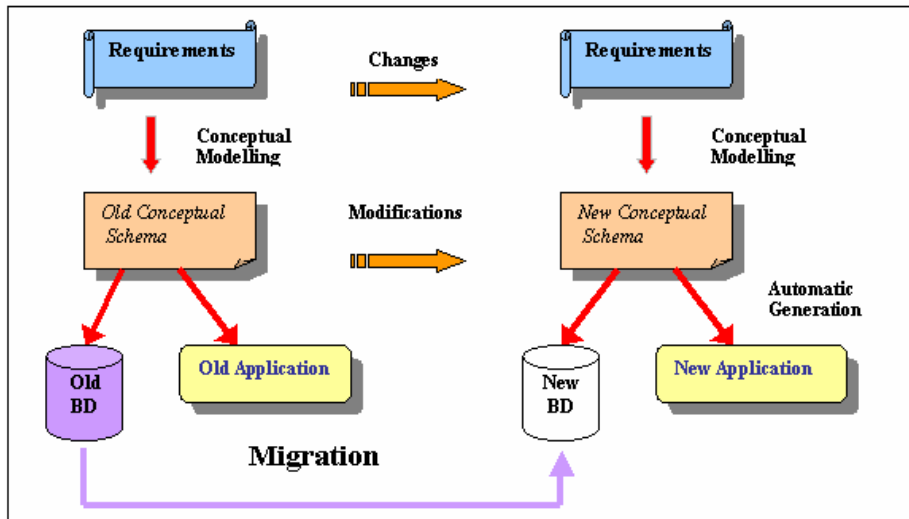 Requirements
Changes
Requirements
Conceptual
Modelling
Conceptual
Modelling
Old Conceptual
Schema
Modifications
New Conceptual
Schema
Automatic
Generation
Old
BD
Old Application
New
BD
New Application
Migration